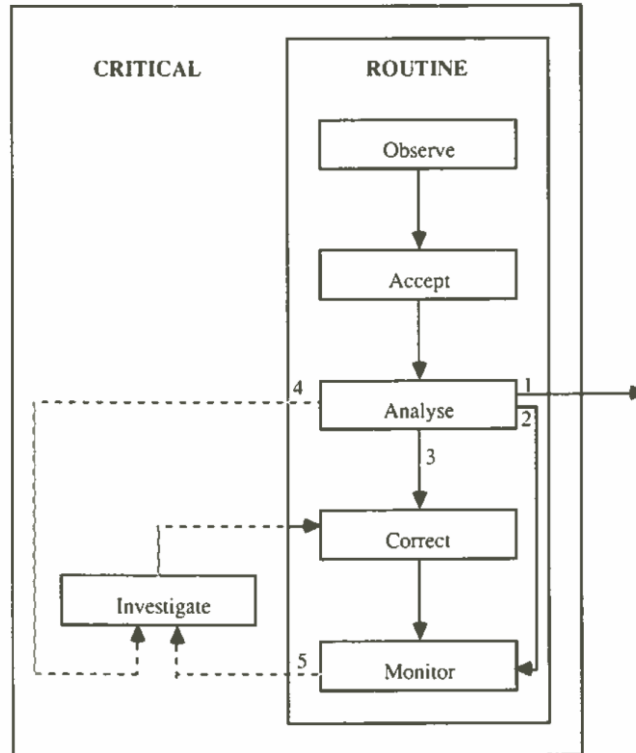 CRITICAL
ROUTINE
Observe
Accept
4
Analyse
1
2
3
Correct
Investigate
5
Monitor